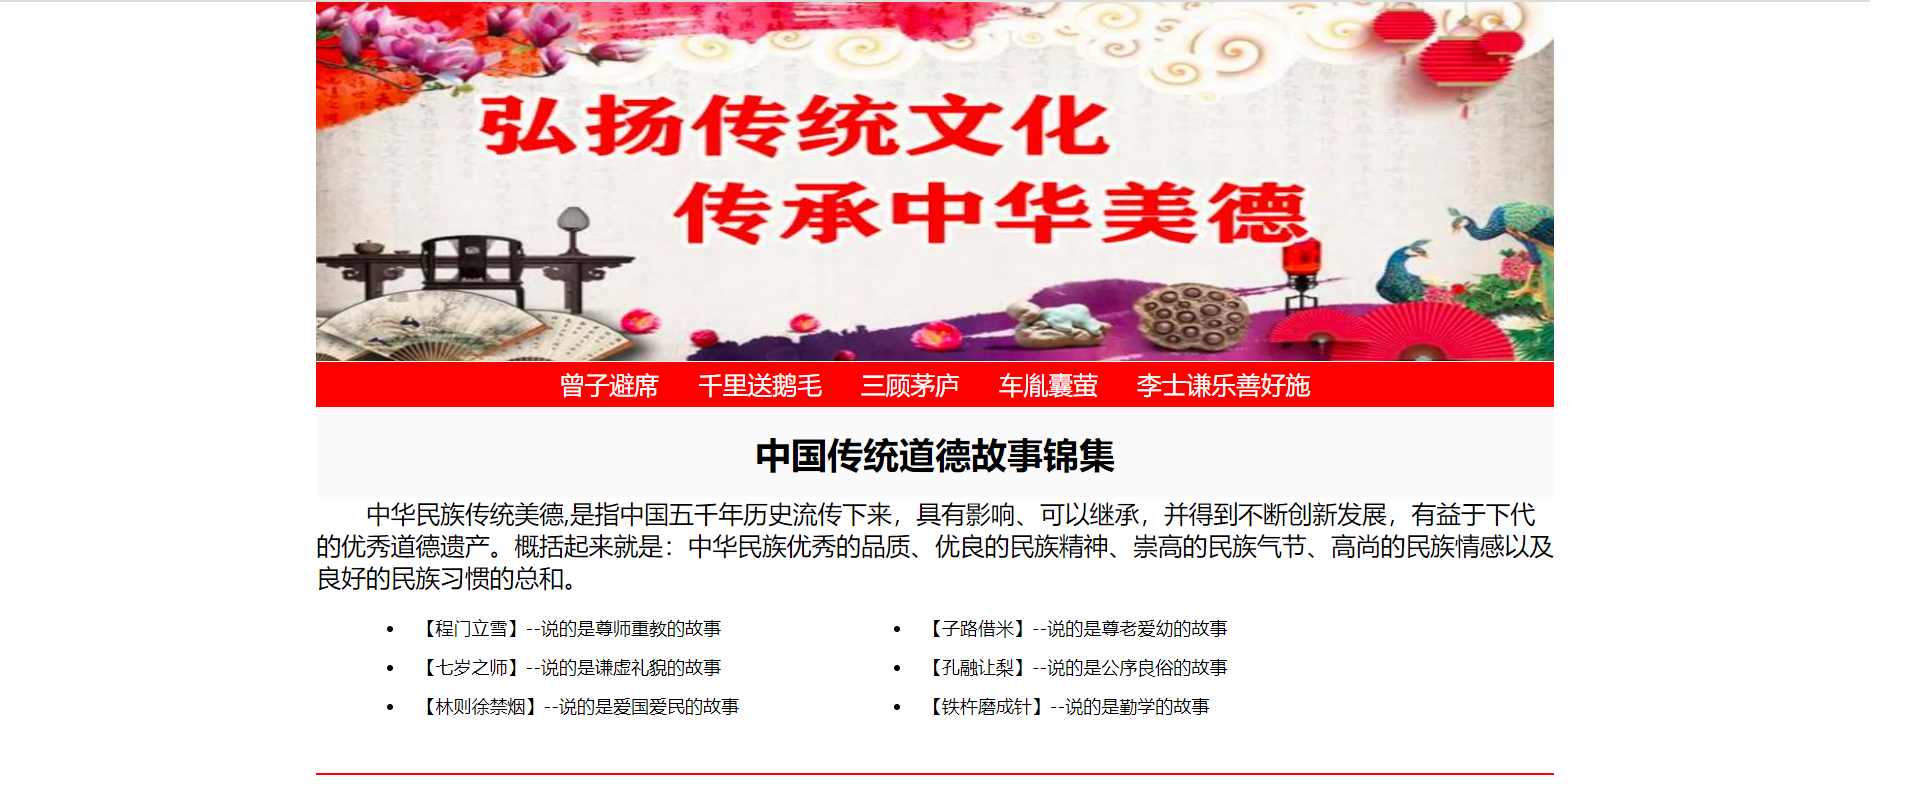 弘扬传统文化
传承中华美德
曾子避席 千里送鹅毛 三顾茅庐 车胤囊萤 李士谦乐善好施
中国传统道德故事锦集
中华民族传统美德,是指中国五千年历史流传下来，具有影响、可以继承，并得到不断创新发展，有益于下代
的优秀道德遗产。概括起来就是：中华民族优秀的品质、优良的民族精神、崇高的民族气节、高尚的民族情感以及
良好的民族习惯的总和。
• 【程门立雪】--说的是尊师重教的故事 • 【子路借米】--说的是尊老爱幼的故事
• 【七岁之师】--说的是谦虚礼貌的故事 • 【孔融让梨】--说的是公序良俗的故事
• 【林则徐禁烟】--说的是爱国爱民的故事 • 【铁杵磨成针】--说的是勤学的故事